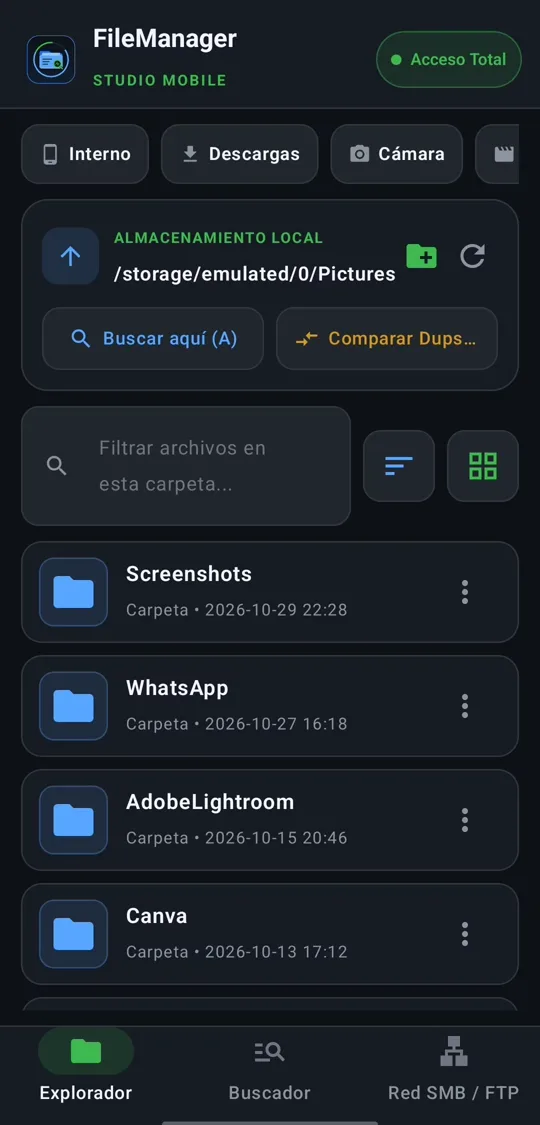 FileManager
STUDIO MOBILE
Acceso Total
Interno
Descargas
Cámara
ALMACENAMIENTO LOCAL
/storage/emulated/0/Pictures
Buscar aquí (A)
Comparar Dups...
Filtrar archivos en
esta carpeta...
Screenshots
Carpeta • 2026-10-29 22:28
WhatsApp
Carpeta • 2026-10-27 16:18
AdobeLightroom
Carpeta • 2026-10-15 20:46
Canva
Carpeta • 2026-10-13 17:12
Explorador
Buscador
Red SMB / FTP